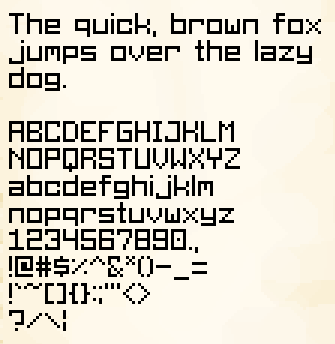 The quick, brown fox
jumps over the lazy
dog.
ABCDEFGHIJKLM
NOPQRSTUVWXYZ
abcdefghijklm
nopqrstuvwxyz
1234567890.,
!@#$%^&*()-_=
!`~~[]{}:;"'<>
?/^\¦